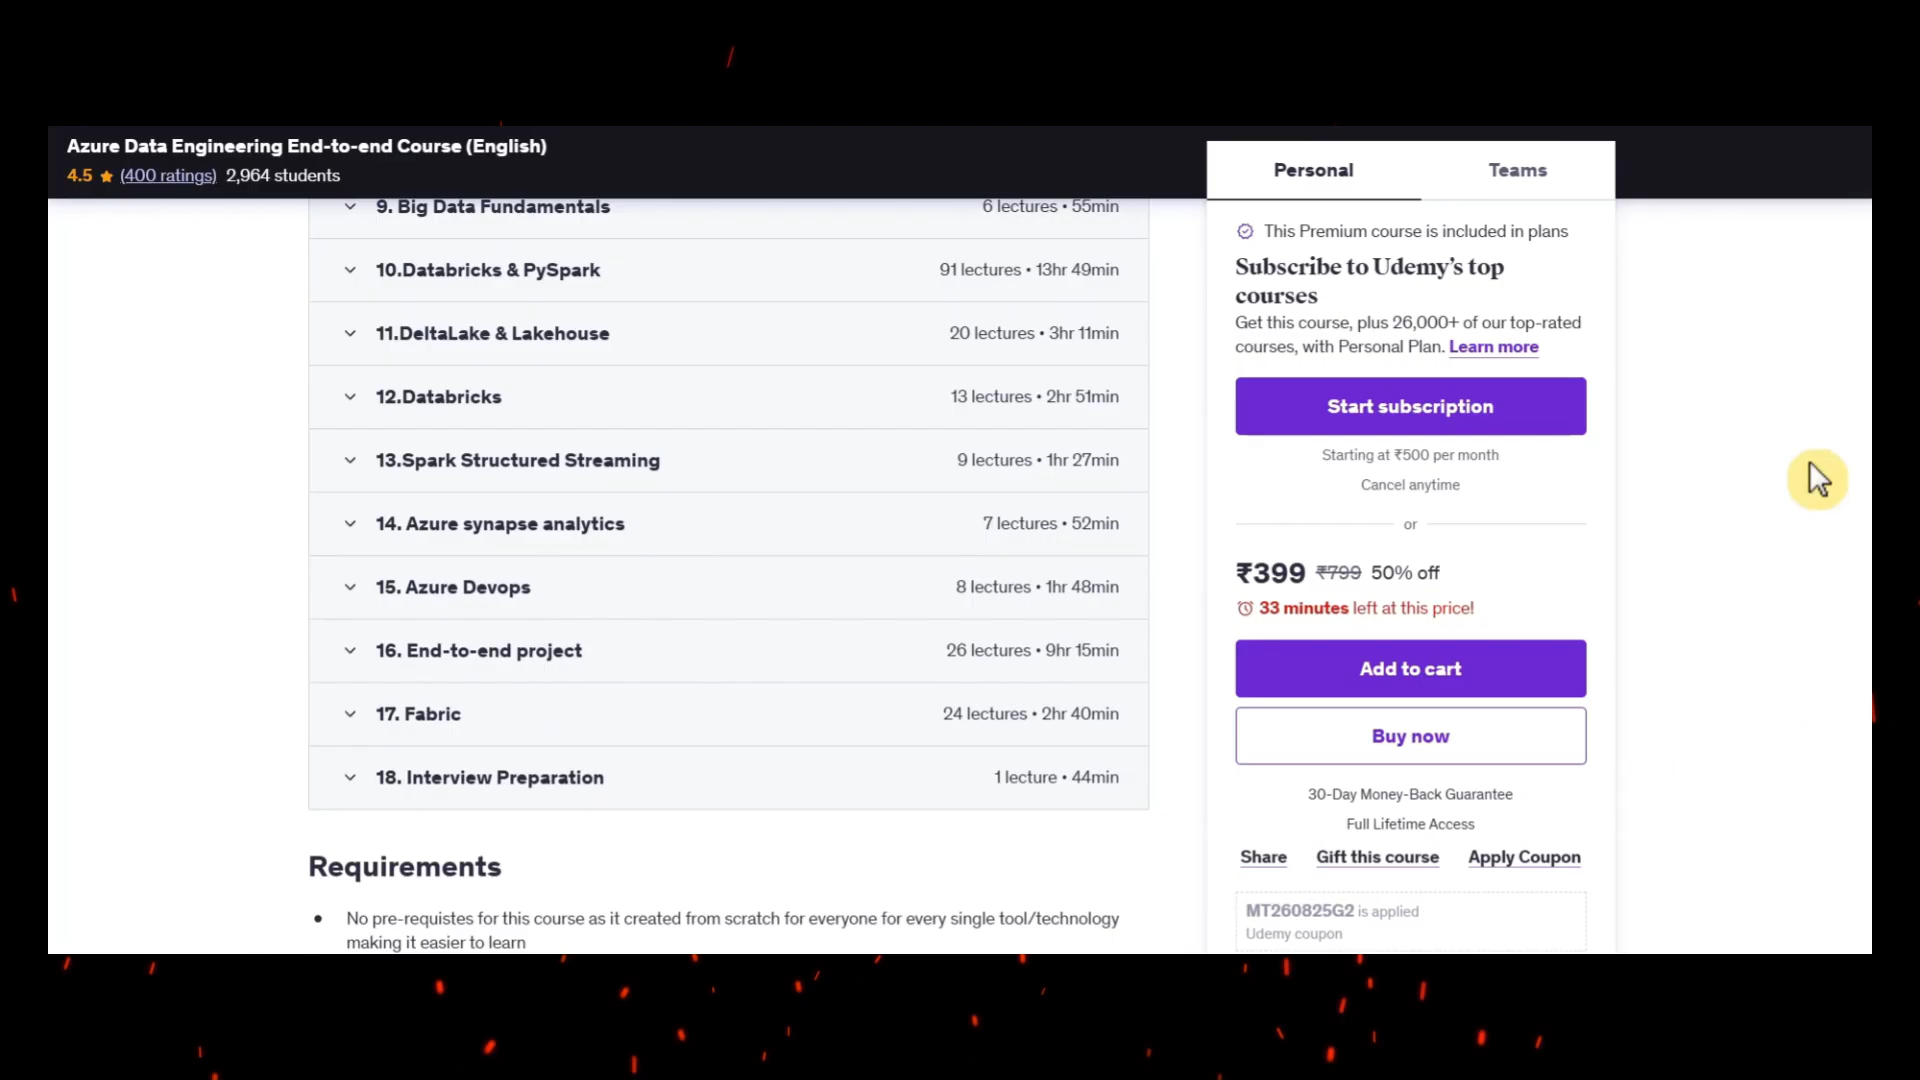 Azure Data Engineering End-to-end Course (English)
4.5 ★ (400 ratings) 2,964 students
9. Big Data Fundamentals 6 lectures • 55min
10.Databricks & PySpark 91 lectures • 13hr 49min
11.DeltaLake & Lakehouse 20 lectures • 3hr 11min
12.Databricks 13 lectures • 2hr 51min
13.Spark Structured Streaming 9 lectures • 1hr 27min
14. Azure synapse analytics 7 lectures • 52min
15. Azure Devops 8 lectures • 1hr 48min
16. End-to-end project 26 lectures • 9hr 15min
17. Fabric 24 lectures • 2hr 40min
18. Interview Preparation 1 lecture • 44min
Requirements
• No pre-requistes for this course as it created from scratch for everyone for every single tool/technology
making it easier to learn
Personal Teams
This Premium course is included in plans
Subscribe to Udemy’s top
courses
Get this course, plus 26,000+ of our top-rated
courses, with Personal Plan. Learn more
Start subscription
Starting at ₹500 per month
Cancel anytime
or
₹399 ₹799 50% off
33 minutes left at this price!
Add to cart
Buy now
30-Day Money-Back Guarantee
Full Lifetime Access
Share Gift this course Apply Coupon
MT260825G2 is applied
Udemy coupon